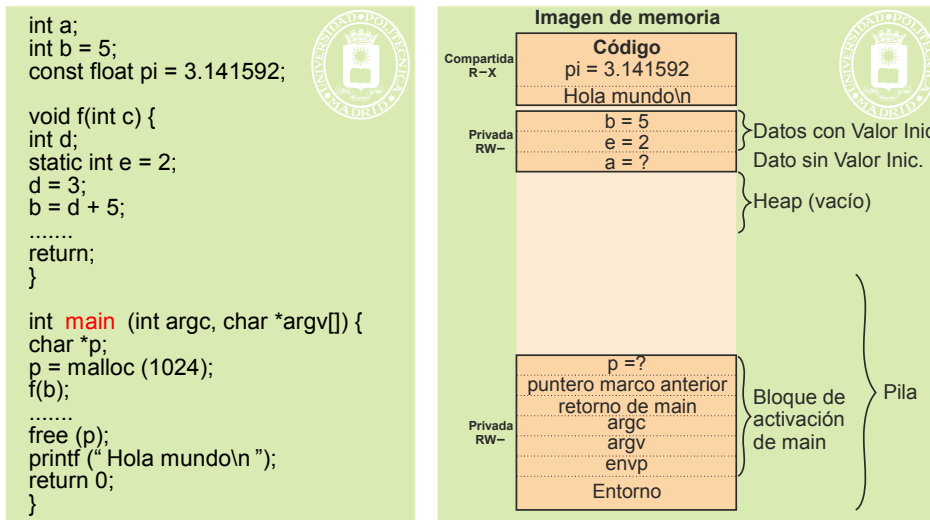 int a;
int b = 5;
const float pi = 3.141592;
void f(int c) {
int d;
static int e = 2;
d = 3;
b = d + 5;
.......
return;
}
int main (int argc, char *argv[]) {
char *p;
p = malloc (1024);
f(b);
.......
free (p);
printf (“ Hola mundo\n ”);
return 0;
}
Imagen de memoria
Compartida
R−X
Código
pi = 3.141592
Hola mundo\n
Privada
RW−
b = 5
e = 2
a = ?
Datos con Valor Inic
Dato sin Valor Inic.
Heap (vacío)
p =?
puntero marco anterior
retorno de main
argc
argv
envp
Entorno
Privada
RW−
Bloque de
activación
de main
Pila
UNIVERSIDAD POLITECNICA
MADRID